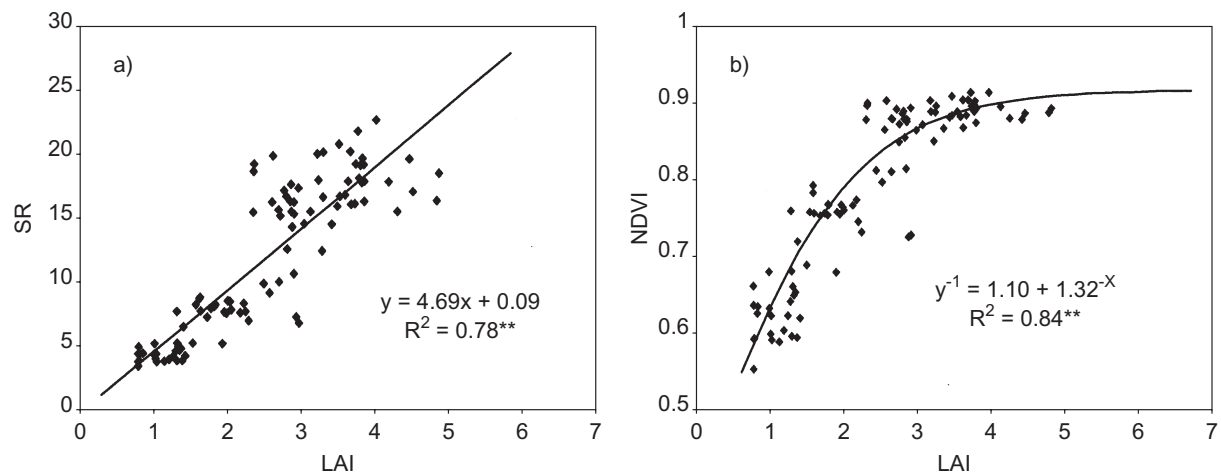 30
25
20
15
10
5
0
SR
a)
y = 4.69x + 0.09
R² = 0.78**
0 1 2 3 4 5 6 7
LAI
1
0.9
0.8
0.7
0.6
0.5
NDVI
b)
y⁻¹ = 1.10 + 1.32⁻ˣ
R² = 0.84**
0 1 2 3 4 5 6 7
LAI